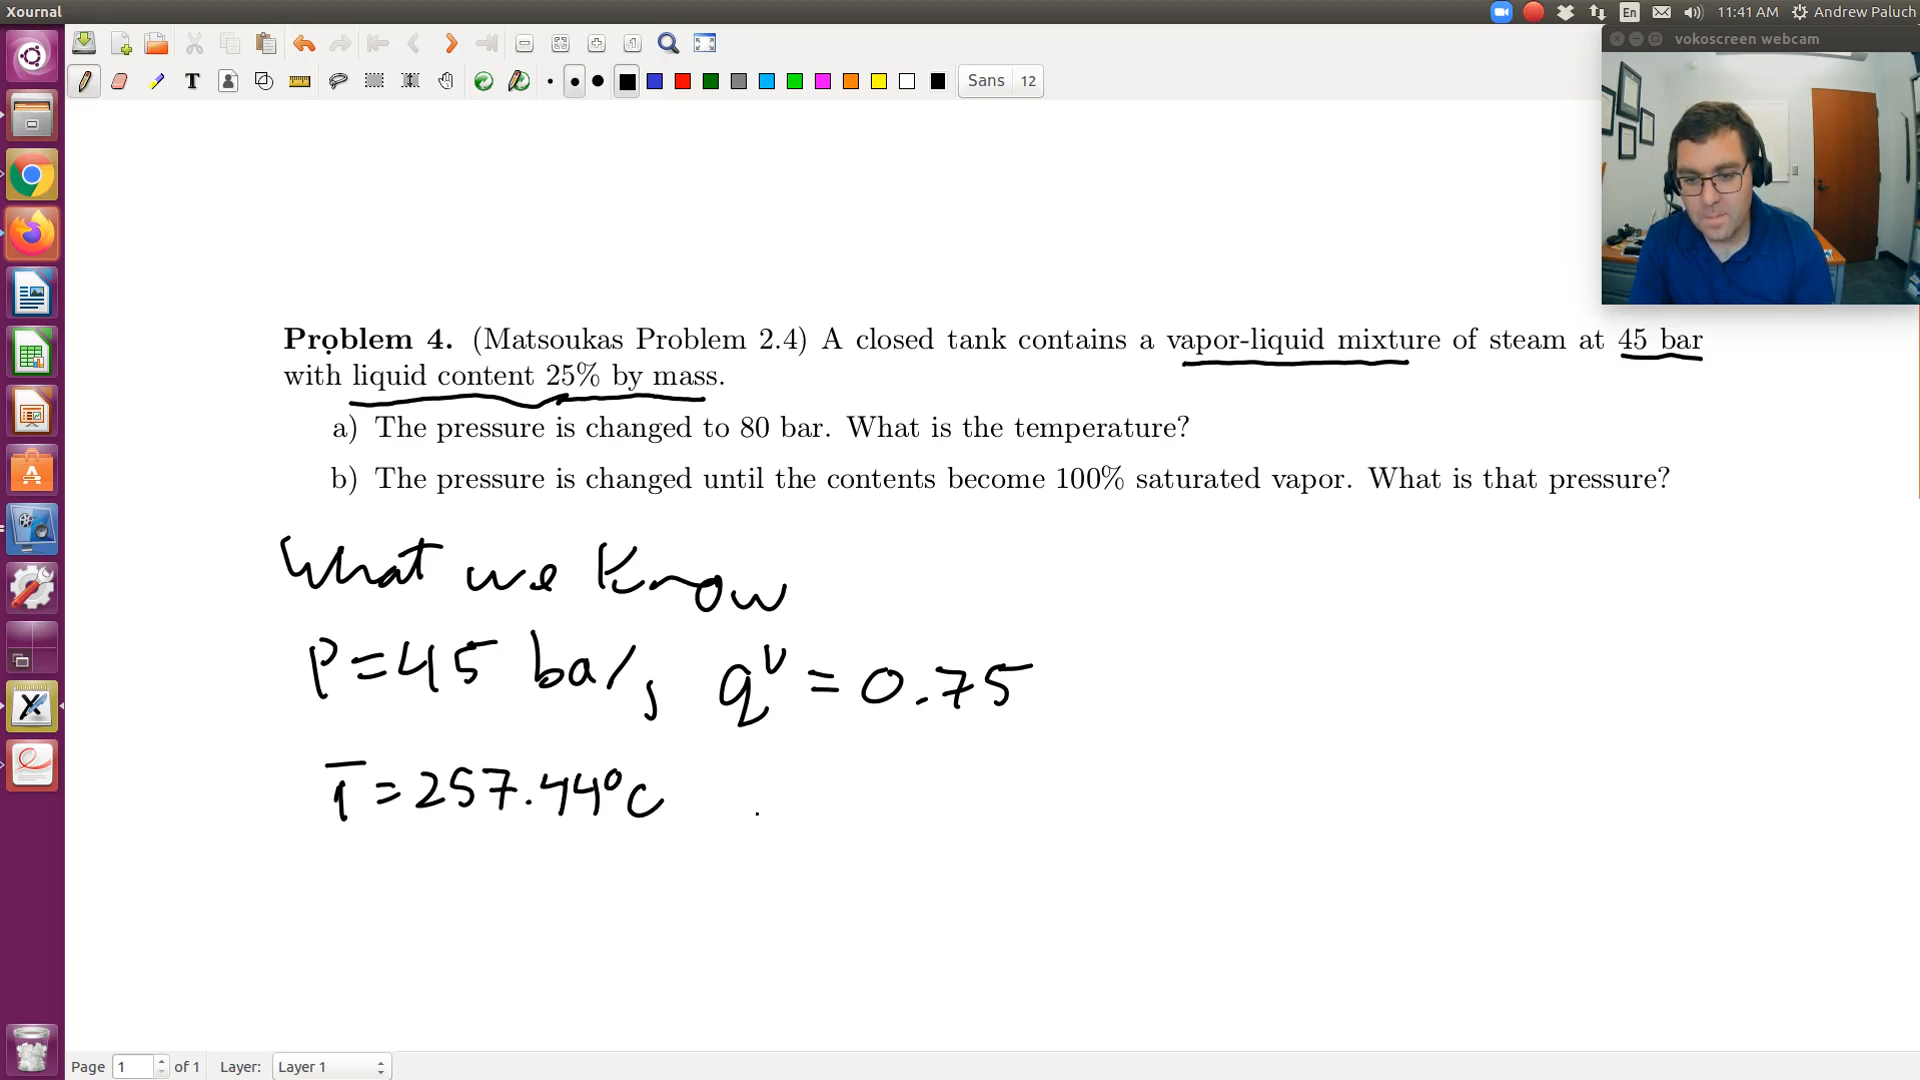 Xournal
En
11:41 AM
Andrew Paluch
vokoscreen webcam
T
Sans 12
Problem 4. (Matsoukas Problem 2.4) A closed tank contains a vapor-liquid mixture of steam at 45 bar
with liquid content 25% by mass.
a) The pressure is changed to 80 bar. What is the temperature?
b) The pressure is changed until the contents become 100% saturated vapor. What is that pressure?
What we know
P=45 bar, q^v = 0.75
T = 257.44°C
Page 1 of 1 Layer: Layer 1